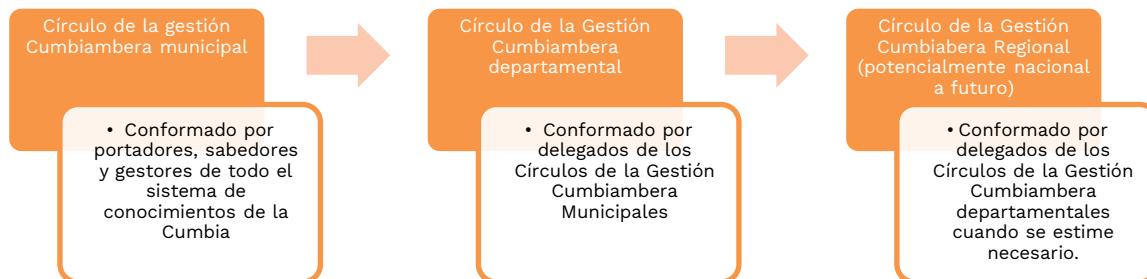 Círculo de la gestión
Cumbiambera municipal
• Conformado por
portadores, sabedores
y gestores de todo el
sistema de
conocimientos de la
Cumbia
Círculo de la Gestión
Cumbiambera
departamental
• Conformado por
delegados de los
Círculos de la Gestión
Cumbiambera
Municipales
Círculo de la Gestión
Cumbiabera Regional
(potencialmente nacional
a futuro)
• Conformado por
delegados de los
Círculos de la Gestión
Cumbiambera
departamentales
cuando se estime
necesario.